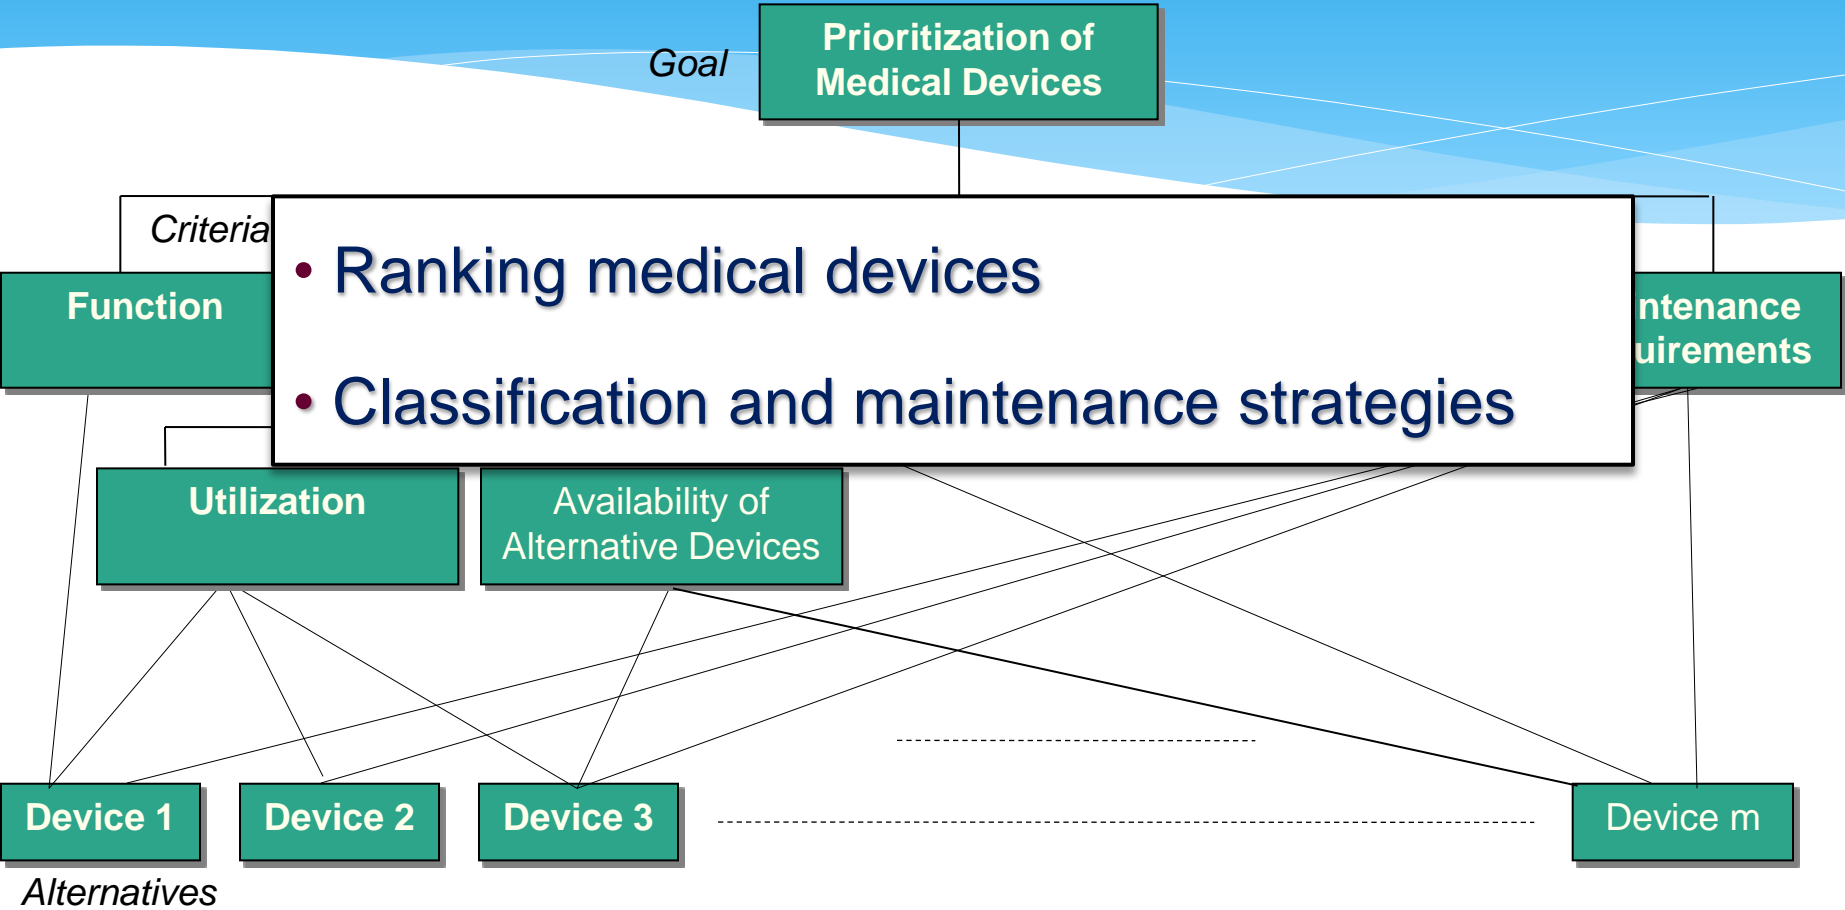 Goal
Prioritization of
Medical Devices
Criteria
• Ranking medical devices
• Classification and maintenance strategies
Function
ntenance
uirements
Utilization
Availability of
Alternative Devices
Device 1
Device 2
Device 3
Device m
Alternatives